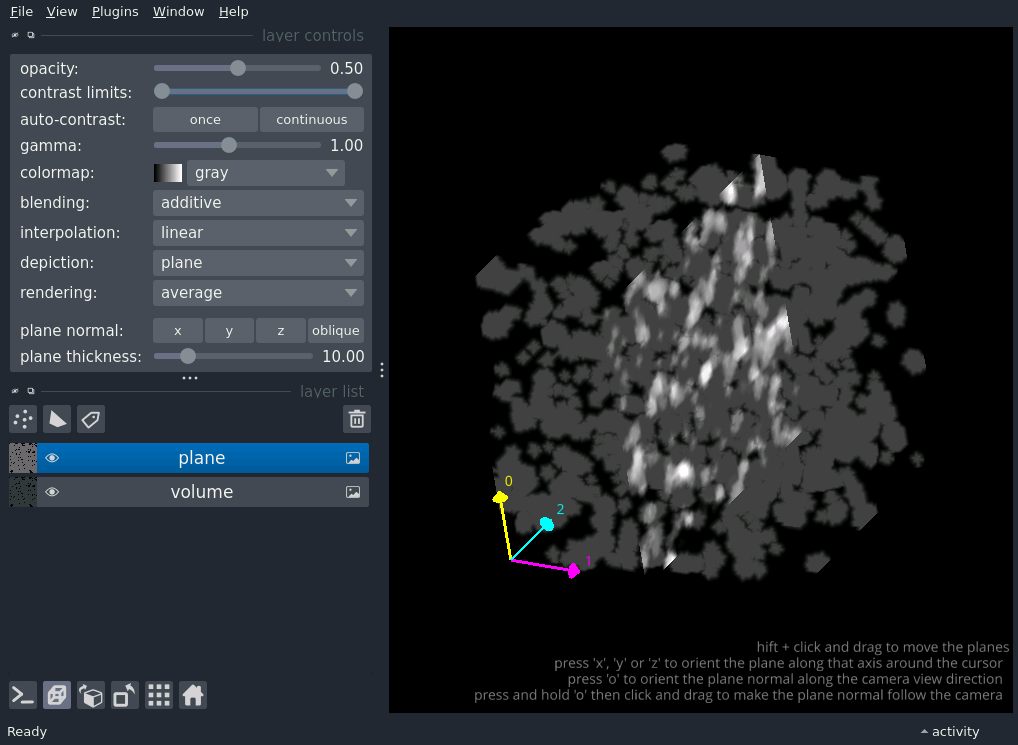 File View Plugins Window Help
layer controls
opacity: 0.50
contrast limits:
auto-contrast: once continuous
gamma: 1.00
colormap: gray
blending: additive
interpolation: linear
depiction: plane
rendering: average
plane normal: x y z oblique
plane thickness: 10.00
layer list
plane
volume
0
2
1
hift + click and drag to move the planes
press 'x', 'y' or 'z' to orient the plane along that axis around the cursor
press 'o' to orient the plane normal along the camera view direction
press and hold 'o' then click and drag to make the plane normal follow the camera
Ready activity